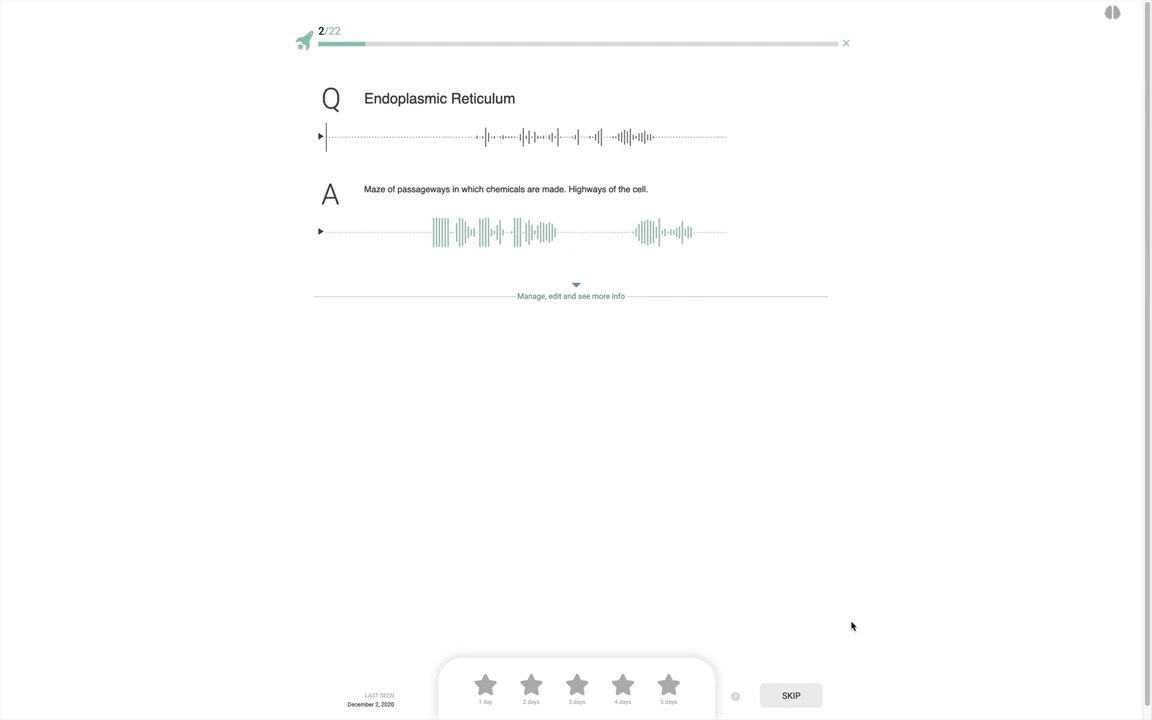 2/22
Q Endoplasmic Reticulum
A Maze of passageways in which chemicals are made. Highways of the cell.
Manage, edit and see more info
LAST SEEN
December 2, 2020
1 day 2 days 3 days 4 days 5 days
?
SKIP